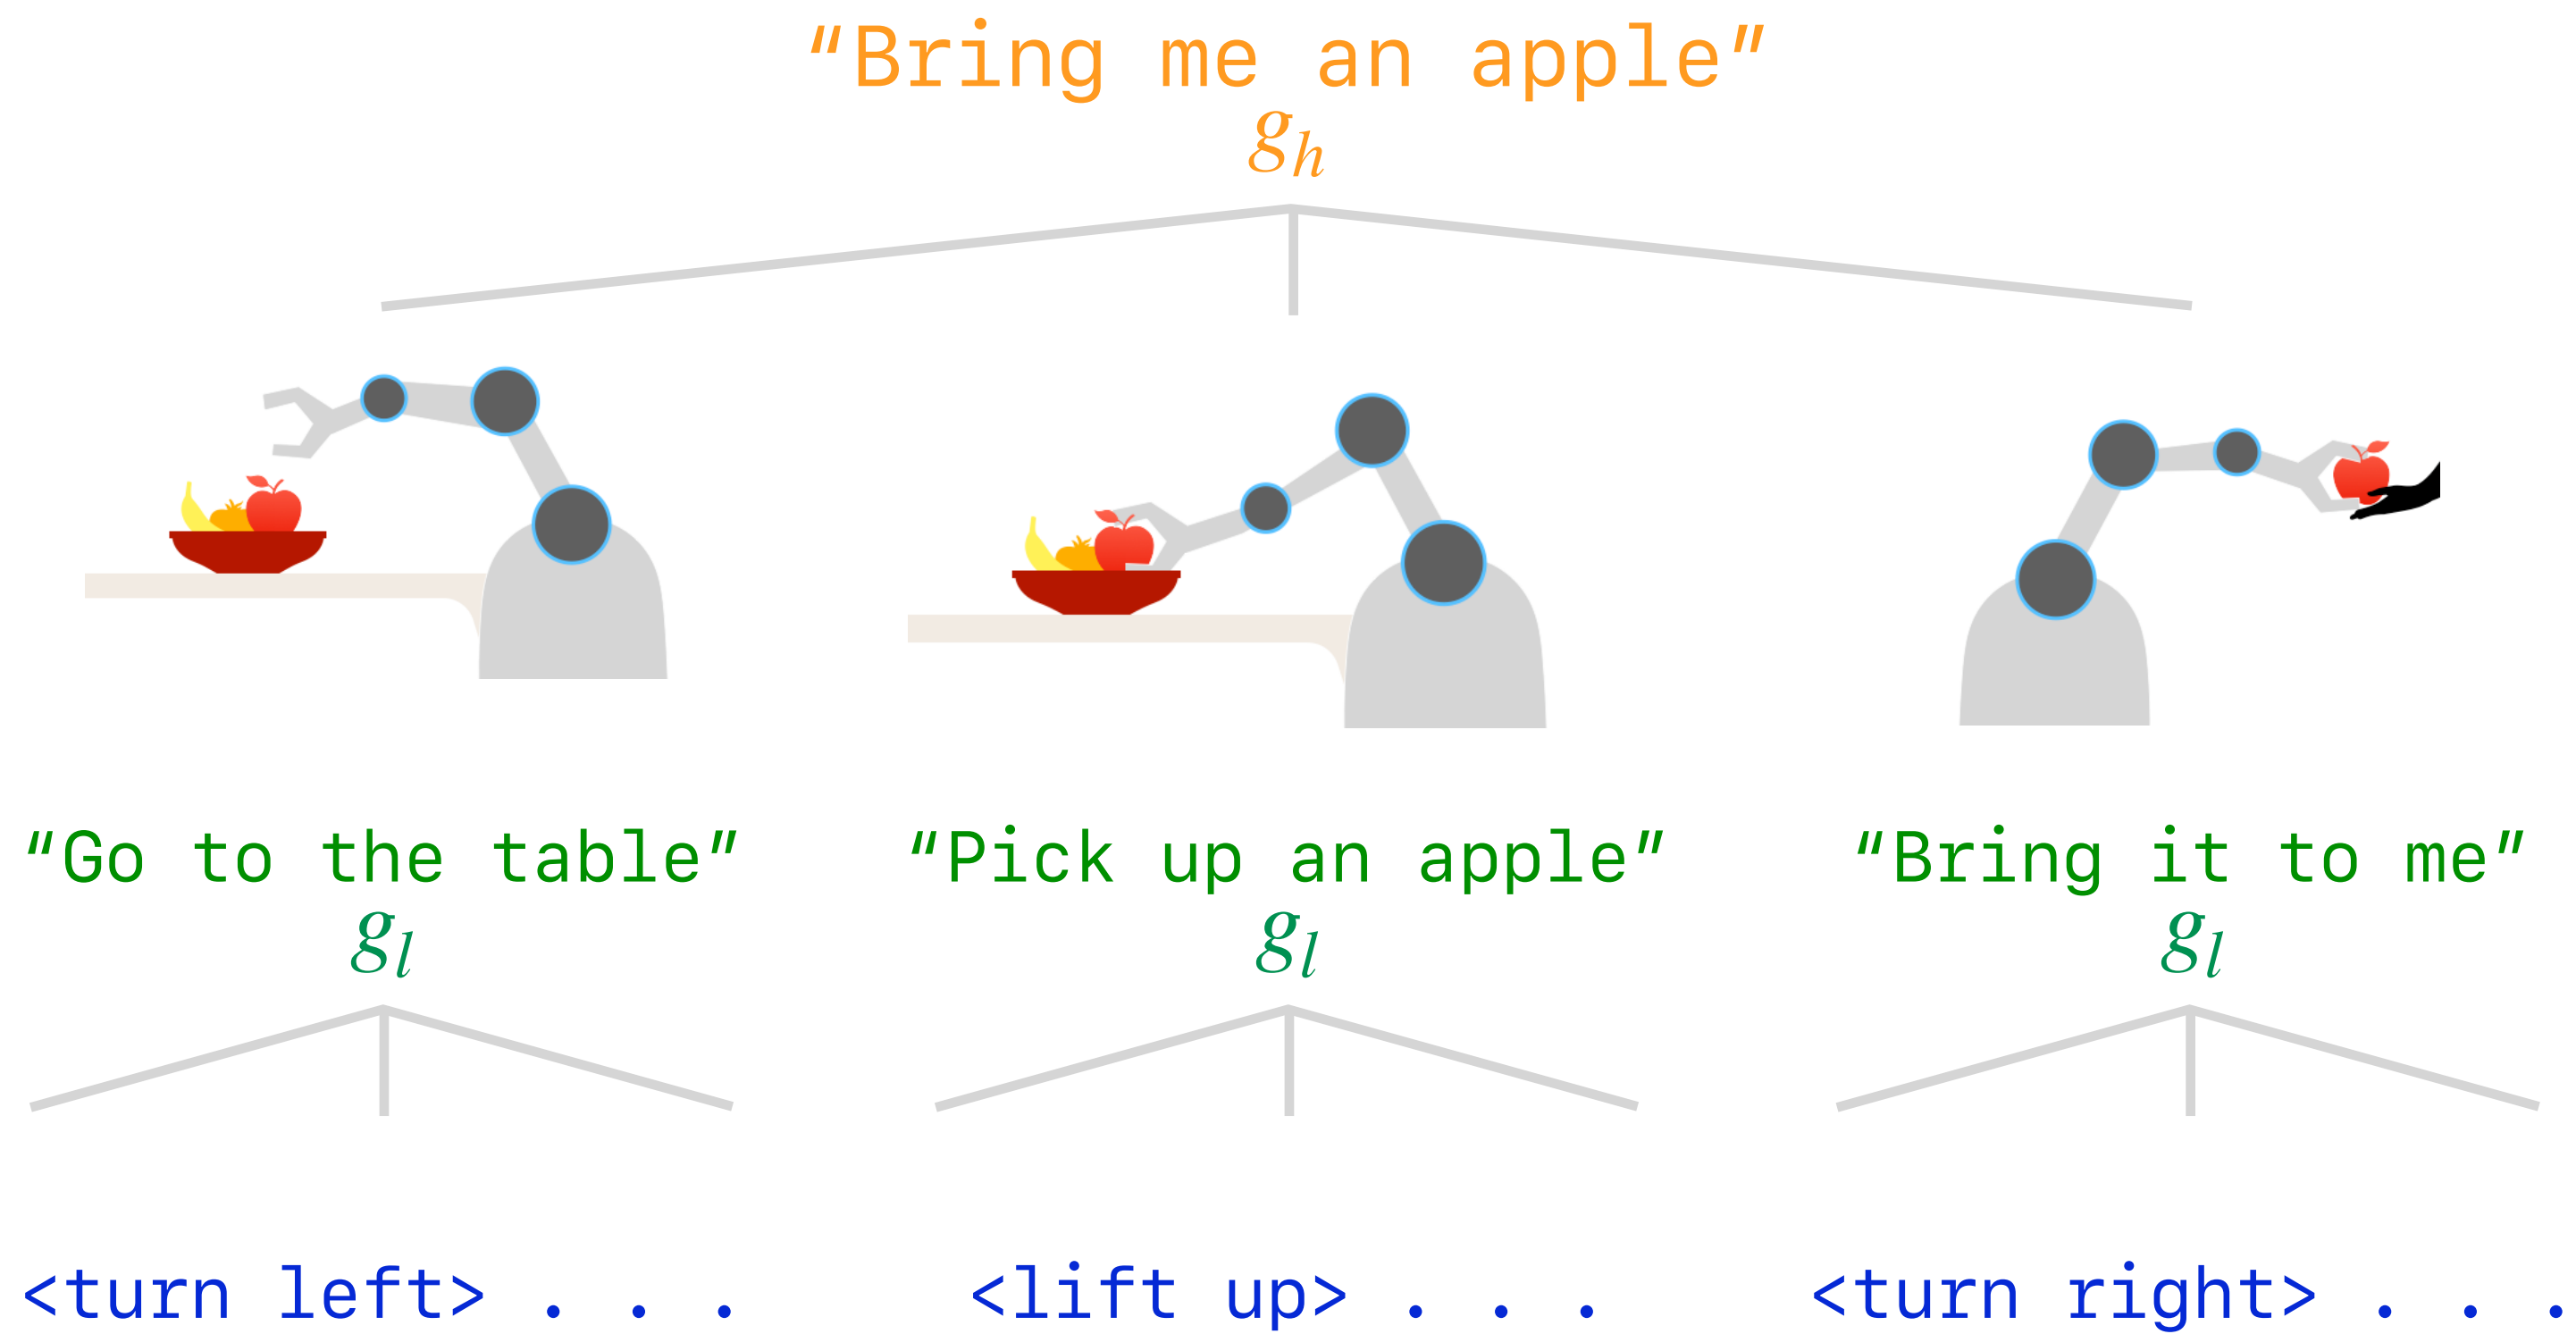 “Bring me an apple”
g_h
“Go to the table” “Pick up an apple” “Bring it to me”
g_l g_l g_l
<turn left> . . . <lift up> . . . <turn right> . . .